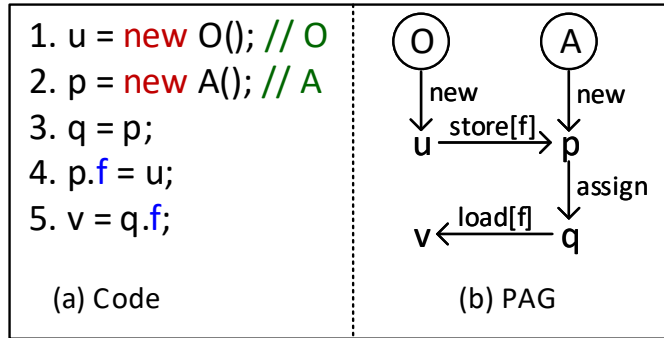 1. u = new O(); // O
2. p = new A(); // A
3. q = p;
4. p.f = u;
5. v = q.f;
(a) Code
O A
new new
u store[f] p
assign
v load[f] q
(b) PAG